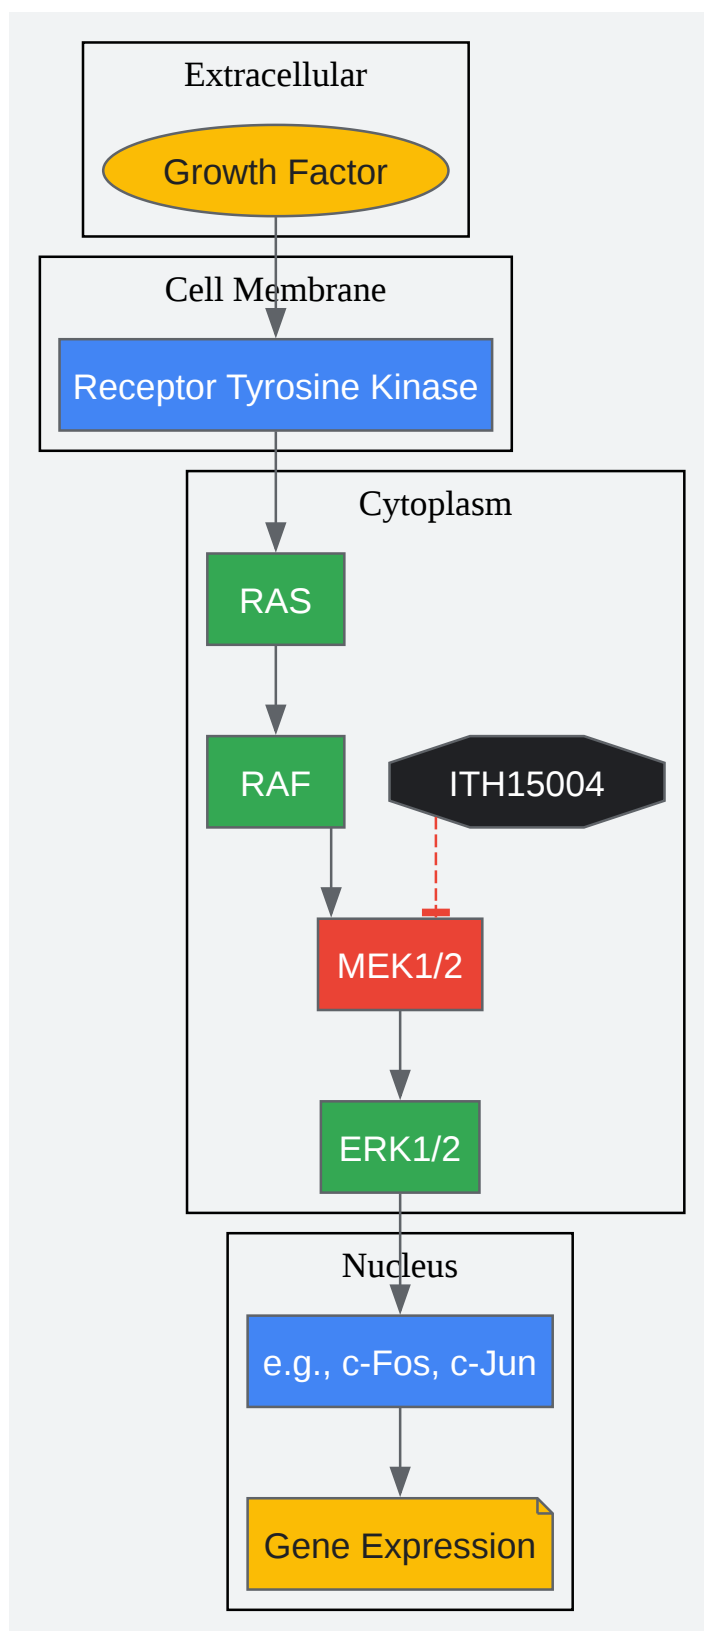 Extracellular
Growth Factor
Cell Membrane
Receptor Tyrosine Kinase
Cytoplasm
RAS
RAF
ITH15004
MEK1/2
ERK1/2
Nucleus
e.g., c-Fos, c-Jun
Gene Expression